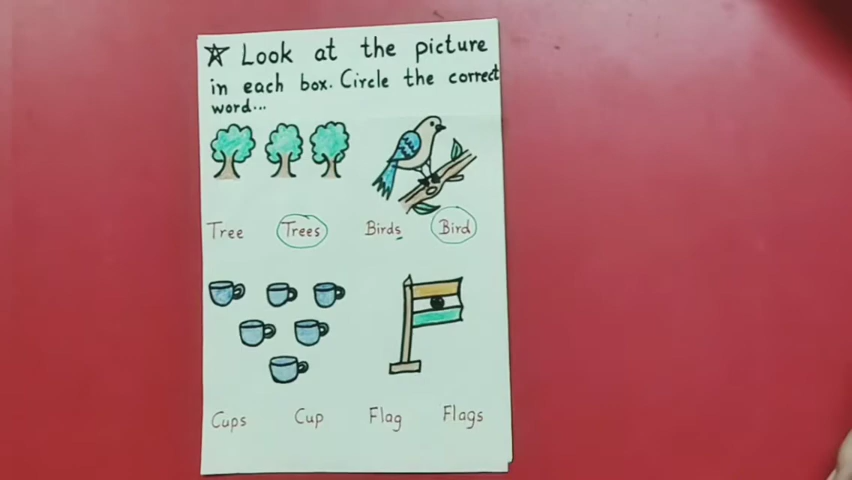 ☆ Look at the picture
in each box. Circle the correct
word...
Tree Trees Birds Bird
Cups Cup Flag Flags